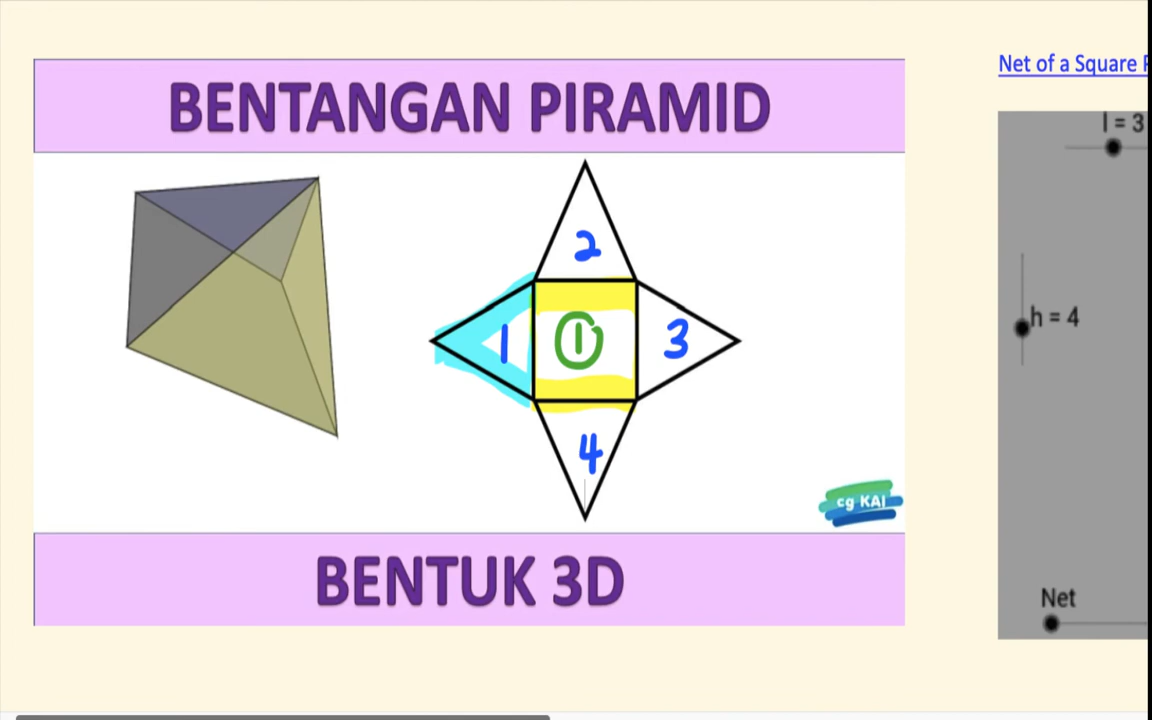 BENTANGAN PIRAMID
Net of a Square
l = 3
2
h = 4
1
1
3
4
cg KAI
BENTUK 3D
Net